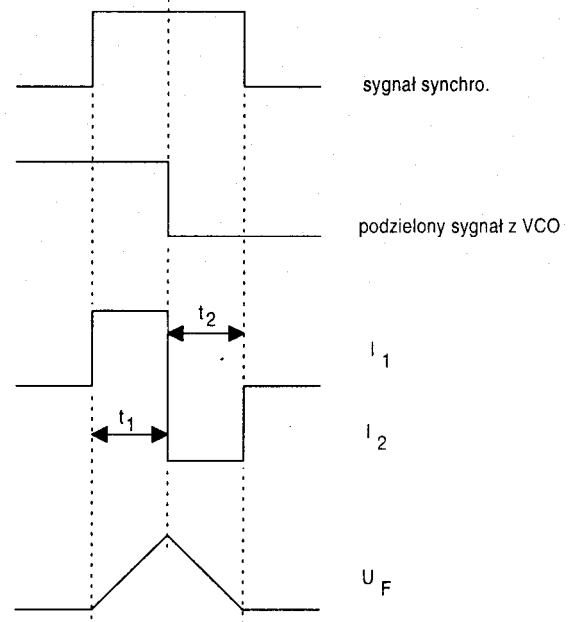 sygnał synchro.
podzielony sygnał z VCO
t2
I1
t1
I2
UF